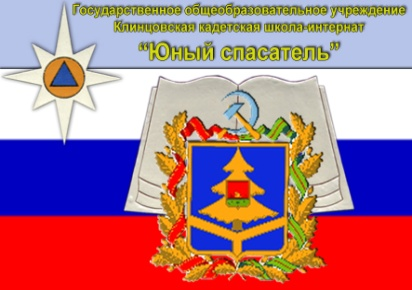 Государственное общеобразовательное учреждение
Клинцовская кадетская школа-интернат
“Юный спасатель”